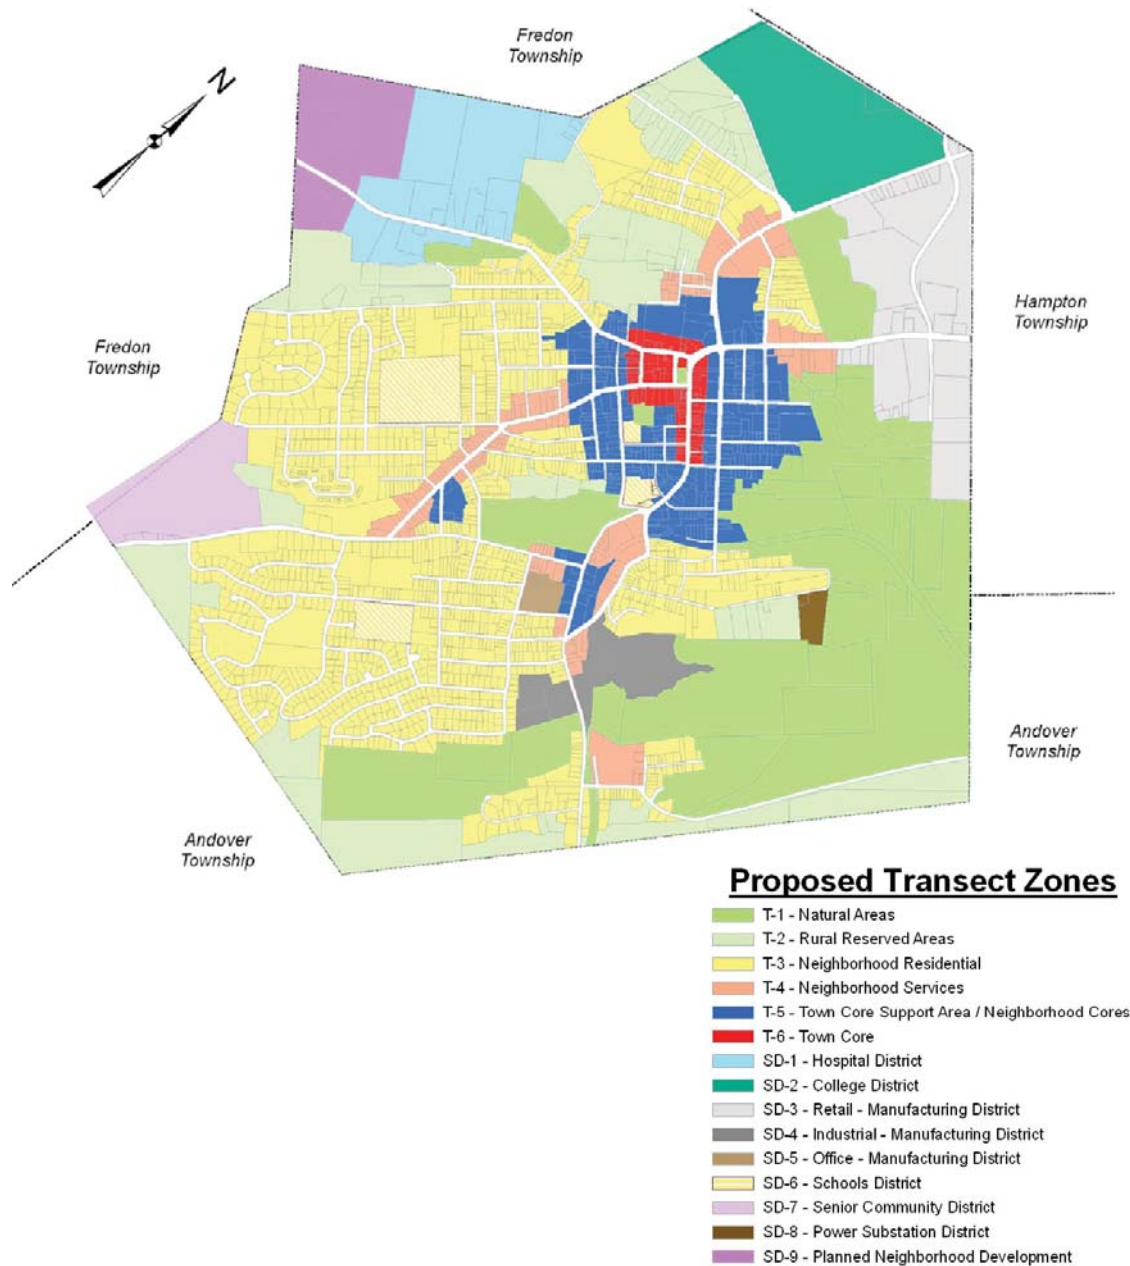 Fredon
Township
N
Hampton
Township
Fredon
Township
Andover
Township
Andover
Township
Proposed Transect Zones
T-1 - Natural Areas
T-2 - Rural Reserved Areas
T-3 - Neighborhood Residential
T-4 - Neighborhood Services
T-5 - Town Core Support Area / Neighborhood Cores
T-6 - Town Core
SD-1 - Hospital District
SD-2 - College District
SD-3 - Retail - Manufacturing District
SD-4 - Industrial - Manufacturing District
SD-5 - Office - Manufacturing District
SD-6 - Schools District
SD-7 - Senior Community District
SD-8 - Power Substation District
SD-9 - Planned Neighborhood Development